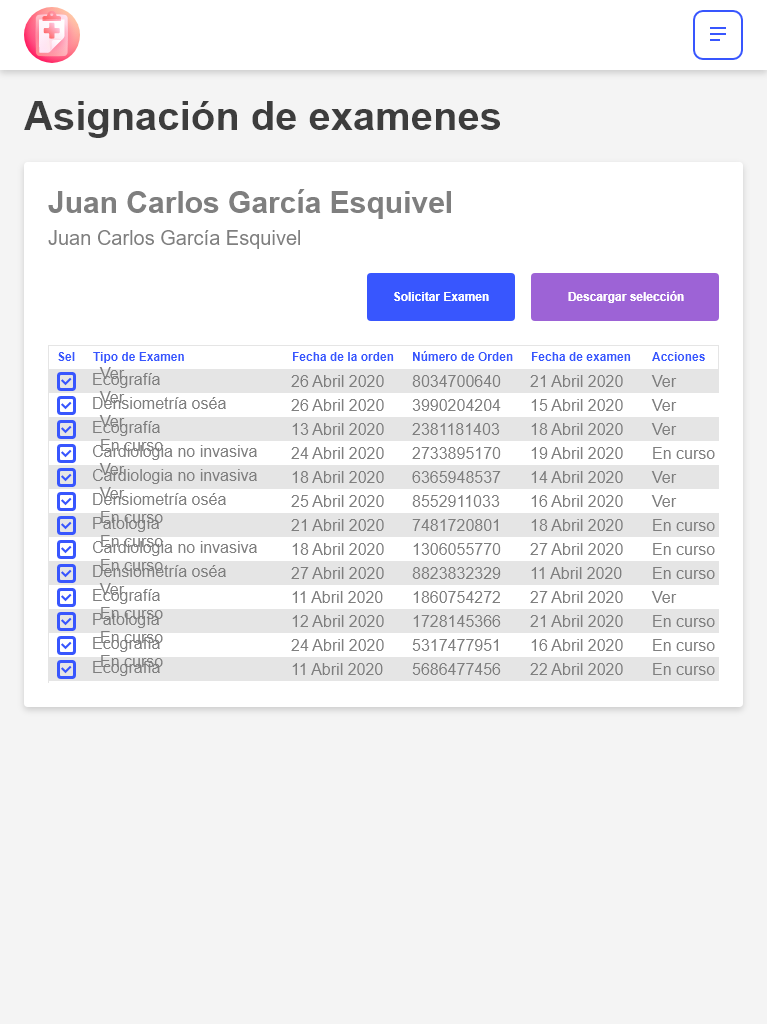 Asignación de examenes
Juan Carlos García Esquivel
Juan Carlos García Esquivel
Solicitar Examen Descargar selección
Sel Tipo de Examen Fecha de la orden Número de Orden Fecha de examen Acciones
Ver
Ecografía 26 Abril 2020 8034700640 21 Abril 2020 Ver
Ver
Densiometría oséa 26 Abril 2020 3990204204 15 Abril 2020 Ver
Ver
Ecografía 13 Abril 2020 2381181403 18 Abril 2020 Ver
En curso
Cardiologia no invasiva 24 Abril 2020 2733895170 19 Abril 2020 En curso
Ver
Cardiologia no invasiva 18 Abril 2020 6365948537 14 Abril 2020 Ver
Ver
Densiometría oséa 25 Abril 2020 8552911033 16 Abril 2020 Ver
En curso
Patología 21 Abril 2020 7481720801 18 Abril 2020 En curso
En curso
Cardiologia no invasiva 18 Abril 2020 1306055770 27 Abril 2020 En curso
En curso
Densiometría oséa 27 Abril 2020 8823832329 11 Abril 2020 En curso
Ver
Ecografía 11 Abril 2020 1860754272 27 Abril 2020 Ver
En curso
Patología 12 Abril 2020 1728145366 21 Abril 2020 En curso
En curso
Ecografía 24 Abril 2020 5317477951 16 Abril 2020 En curso
En curso
Ecografía 11 Abril 2020 5686477456 22 Abril 2020 En curso